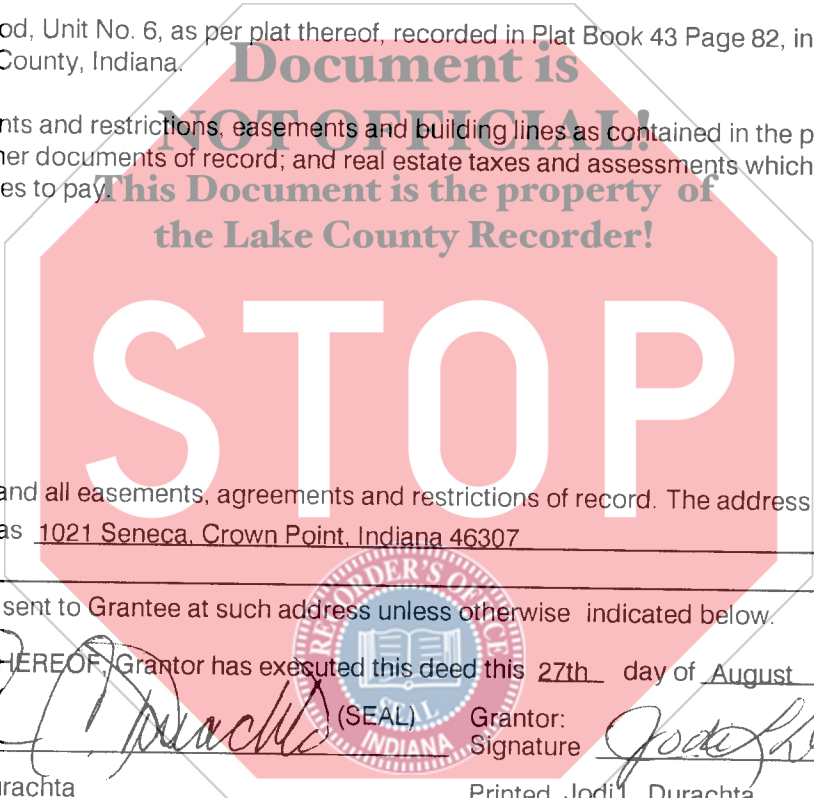 od, Unit No. 6, as per plat thereof, recorded in Plat Book 43 Page 82, in
County, Indiana.
Document is
NOT OFFICIAL!
nts and restrictions, easements and building lines as contained in the p
her documents of record; and real estate taxes and assessments which
es to pay.
This Document is the property of
the Lake County Recorder!
STOP
and all easements, agreements and restrictions of record. The address
as 1021 Seneca, Crown Point, Indiana 46307
sent to Grantee at such address unless otherwise indicated below.
HEREOF, Grantor has executed this deed this 27th day of August
(SEAL) Grantor:
Signature
urachta
Printed Jodi L. Durachta
RECORDER'S OFFICE
SEAL
INDIANA